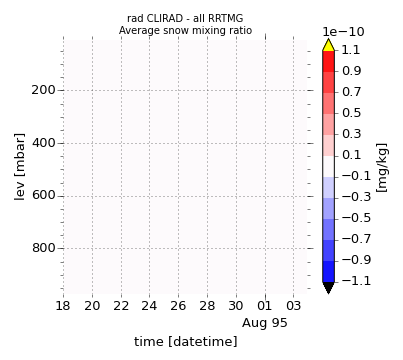 rad CLIRAD - all RRTMG
Average snow mixing ratio
1e−10
1.1
0.9
0.7
0.5
0.3
0.1
−0.1
−0.3
−0.5
−0.7
−0.9
−1.1
[mg/kg]
lev [mbar]
200
400
600
800
18 20 22 24 26 28 30 01 03
Aug 95
time [datetime]